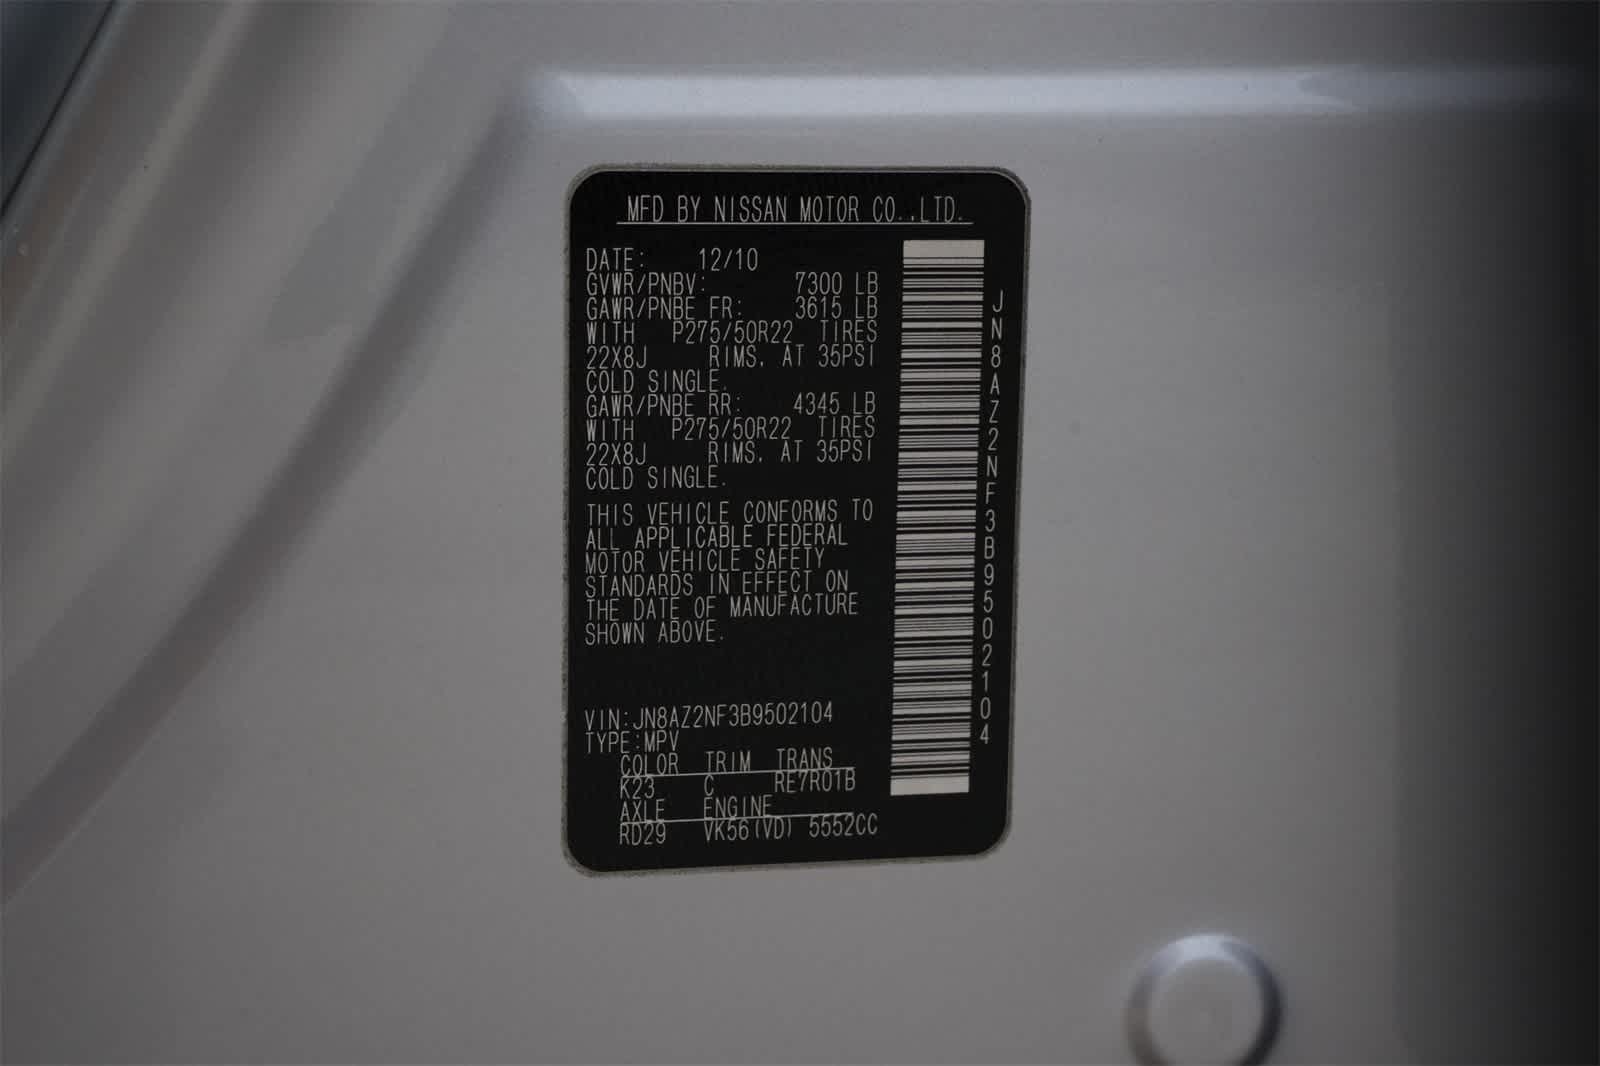 MFD BY NISSAN MOTOR CO.,LTD.
DATE: 12/10
GVWR/PNBV: 7300 LB
GAWR/PNBE FR: 3615 LB
WITH P275/50R22 TIRES
22X8J RIMS, AT 35PSI
COLD SINGLE.
GAWR/PNBE RR: 4345 LB
WITH P275/50R22 TIRES
22X8J RIMS, AT 35PSI
COLD SINGLE.
THIS VEHICLE CONFORMS TO
ALL APPLICABLE FEDERAL
MOTOR VEHICLE SAFETY
STANDARDS IN EFFECT ON
THE DATE OF MANUFACTURE
SHOWN ABOVE.
VIN:JN8AZ2NF3B9502104
TYPE:MPV
COLOR TRIM TRANS
K23 C RE7R01B
AXLE ENGINE
RD29 VK56(VD) 5552CC
JN8AZ2NF3B9502104